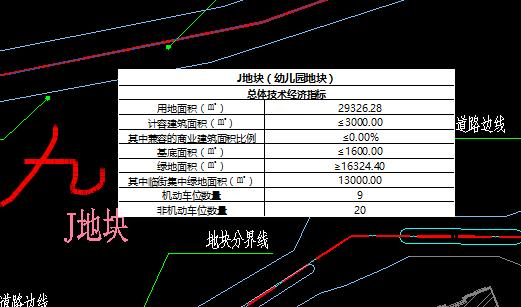 J地块（幼儿园地块）
总体技术经济指标
用地面积（㎡） 29326.28
计容建筑面积（㎡） ≤3000.00
其中兼容的商业建筑面积比例 ≤0.00%
基底面积（㎡） ≤1600.00
绿地面积（㎡） ≥16324.40
其中临街集中绿地面积（㎡） 13000.00
机动车位数量 9
非机动车位数量 20
道路边线
九
J地块
地块分界线
道路边线